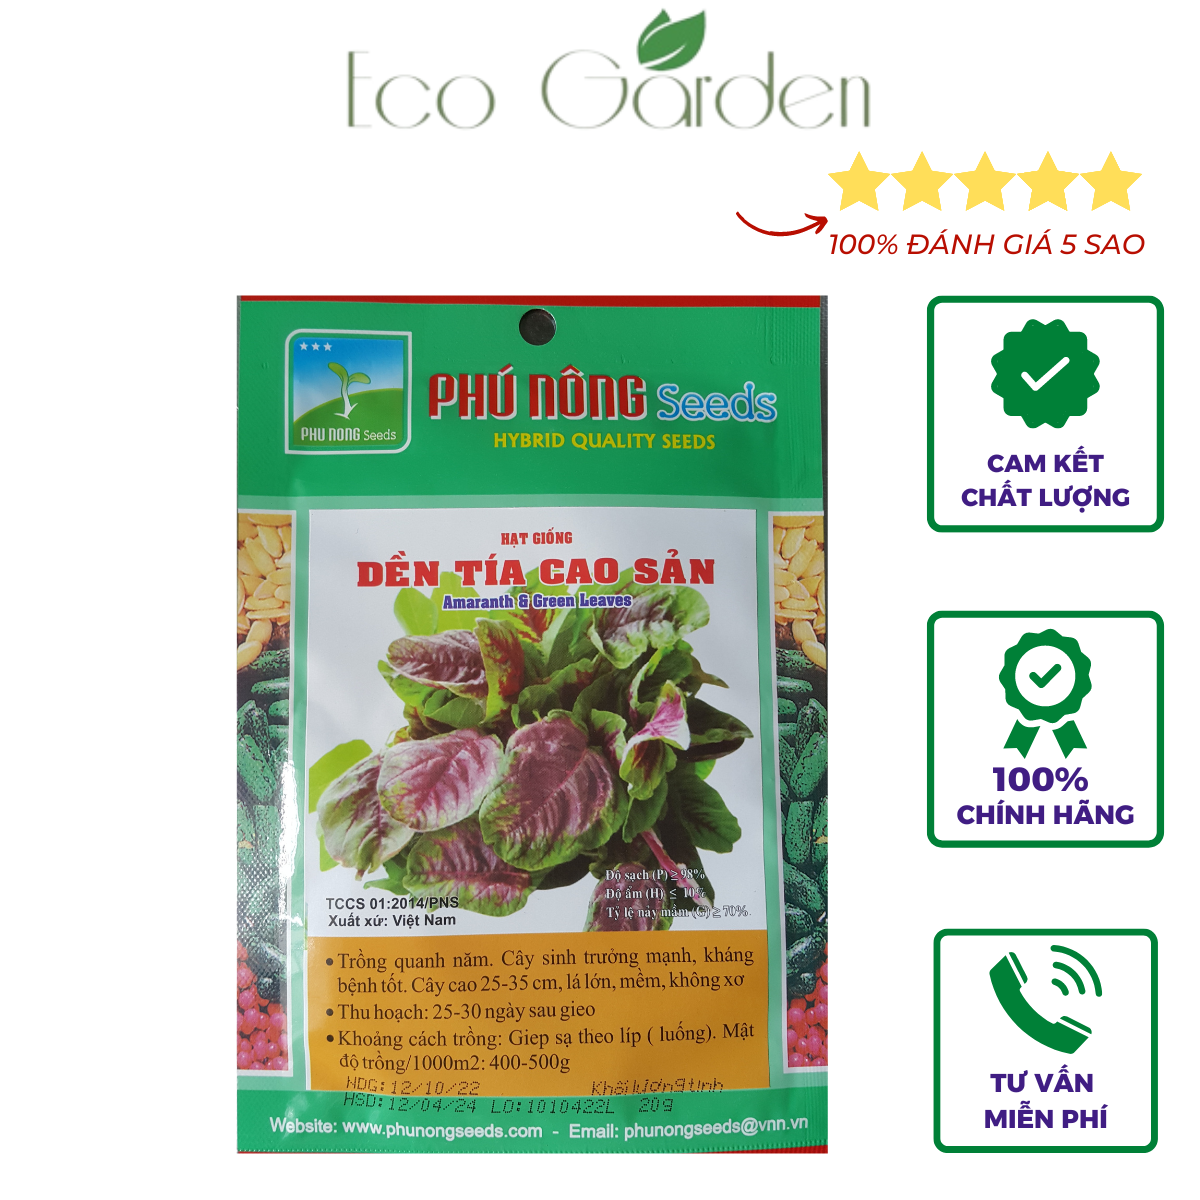 Eco Garden
100% ĐÁNH GIÁ 5 SAO
PHÚ NÔNG Seeds
HYBRID QUALITY SEEDS
PHU NONG Seeds
HẠT GIỐNG
DỀN TÍA CAO SẢN
Amaranth & Green Leaves
Độ sạch (P) ≥ 98%
Độ ẩm (H) ≤ 10%
Tỷ lệ nảy mầm (G) ≥ 70%
TCCS 01:2014/PNS
Xuất xứ: Việt Nam
• Trồng quanh năm. Cây sinh trưởng mạnh, kháng
bệnh tốt. Cây cao 25-35 cm, lá lớn, mềm, không xơ
• Thu hoạch: 25-30 ngày sau gieo
• Khoảng cách trồng: Giep sạ theo líp ( luống). Mật
độ trồng/1000m2: 400-500g
NDG: 12/10/22 Khối lượng tịnh
HSD: 12/04/24 LO: 1010422L 20g
Website: www.phunongseeds.com - Email: phunongseeds@vnn.vn
CAM KẾT
CHẤT LƯỢNG
100%
CHÍNH HÃNG
TƯ VẤN
MIỄN PHÍ